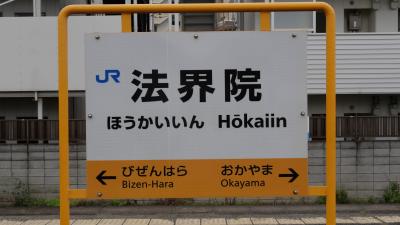 JR 法界院
ほうかいいん Hōkaiin
← びぜんはら おかやま →
Bizen-Hara Okayama